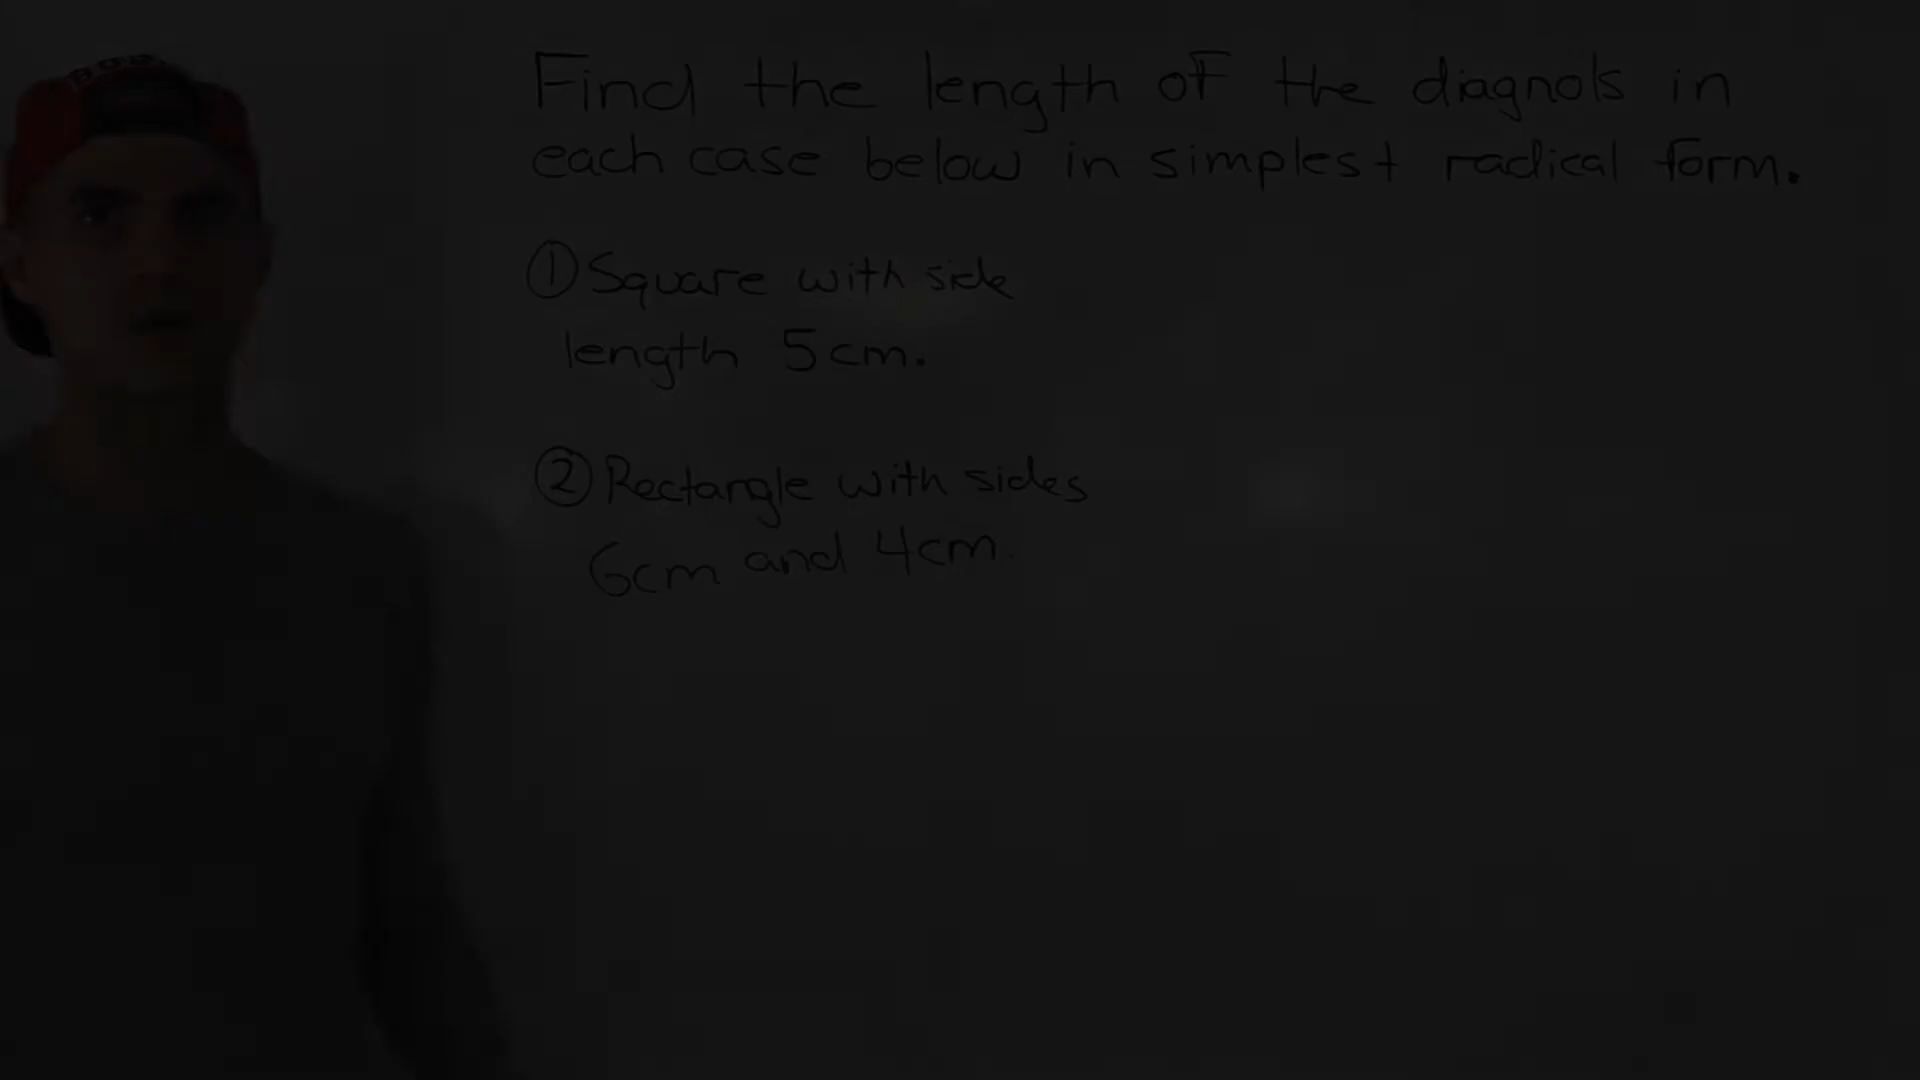 Find the length of the diagnols in
each case below in simplest radical form.
① Square with side
length 5cm.
② Rectangle with sides
6cm and 4cm.